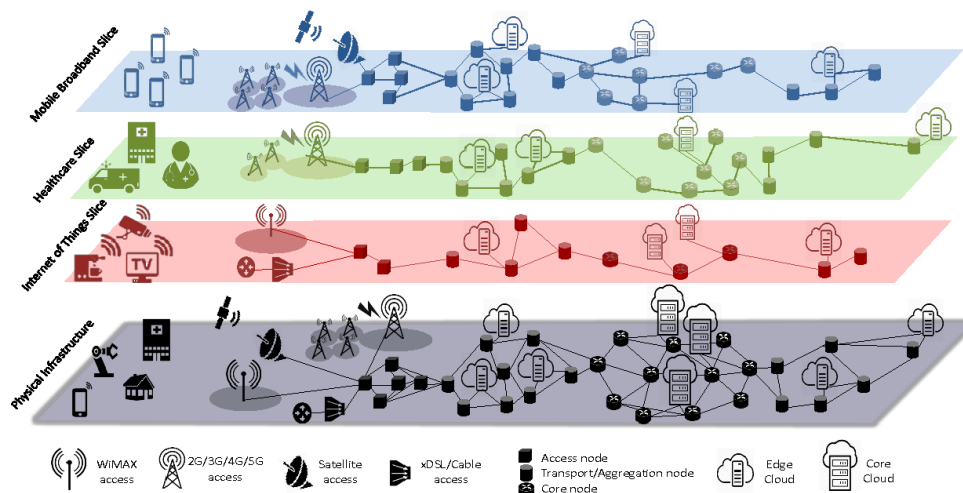 Mobile Broadband Slice
Healthcare Slice
Internet of Things Slice
TV
Physical Infrastructure
WiMAX
access
2G/3G/4G/5G
access
Satellite
access
xDSL/Cable
access
Access node
Transport/Aggregation node
Core node
Edge
Cloud
Core
Cloud